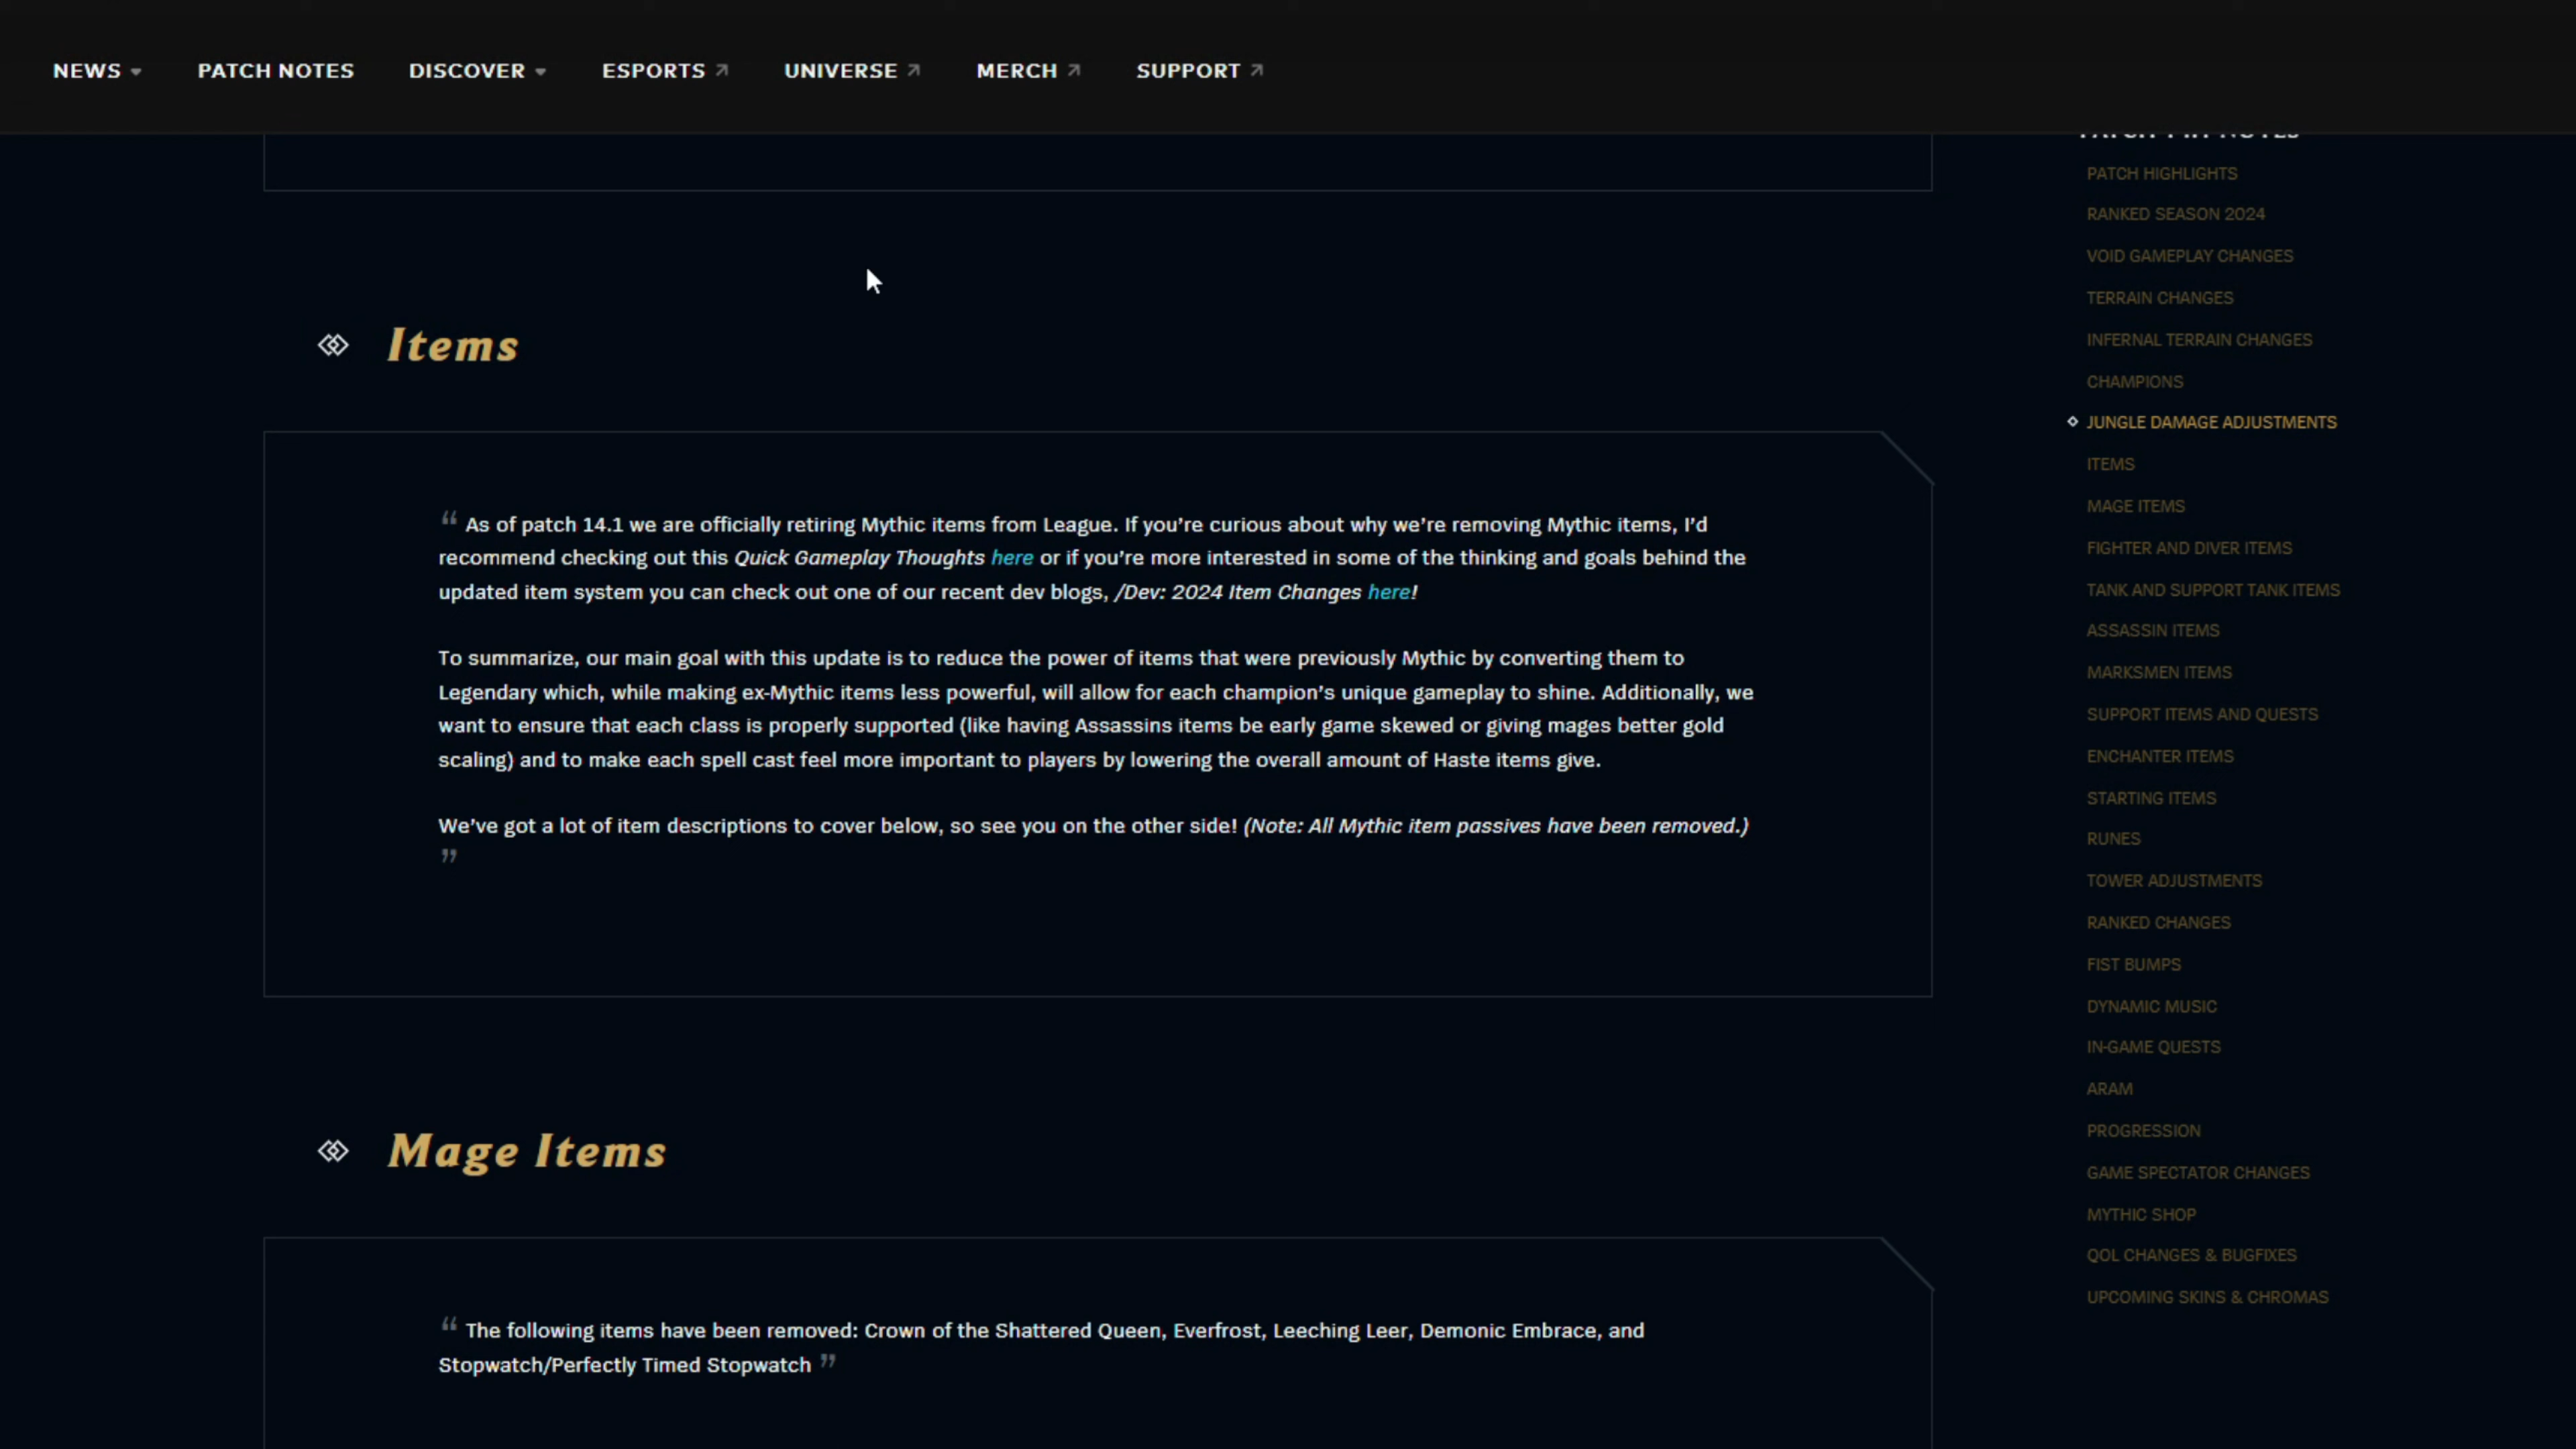 NEWS
PATCH NOTES
DISCOVER
ESPORTS
UNIVERSE
MERCH
SUPPORT
Items
“ As of patch 14.1 we are officially retiring Mythic items from League. If you’re curious about why we’re removing Mythic items, I’d
recommend checking out this Quick Gameplay Thoughts here or if you’re more interested in some of the thinking and goals behind the
updated item system you can check out one of our recent dev blogs, /Dev: 2024 Item Changes here!
To summarize, our main goal with this update is to reduce the power of items that were previously Mythic by converting them to
Legendary which, while making ex-Mythic items less powerful, will allow for each champion’s unique gameplay to shine. Additionally, we
want to ensure that each class is properly supported (like having Assassins items be early game skewed or giving mages better gold
scaling) and to make each spell cast feel more important to players by lowering the overall amount of Haste items give.
We’ve got a lot of item descriptions to cover below, so see you on the other side! (Note: All Mythic item passives have been removed.)
”
Mage Items
“ The following items have been removed: Crown of the Shattered Queen, Everfrost, Leeching Leer, Demonic Embrace, and
Stopwatch/Perfectly Timed Stopwatch ”
PATCH HIGHLIGHTS
RANKED SEASON 2024
VOID GAMEPLAY CHANGES
TERRAIN CHANGES
INFERNAL TERRAIN CHANGES
CHAMPIONS
JUNGLE DAMAGE ADJUSTMENTS
ITEMS
MAGE ITEMS
FIGHTER AND DIVER ITEMS
TANK AND SUPPORT TANK ITEMS
ASSASSIN ITEMS
MARKSMEN ITEMS
SUPPORT ITEMS AND QUESTS
ENCHANTER ITEMS
STARTING ITEMS
RUNES
TOWER ADJUSTMENTS
RANKED CHANGES
FIST BUMPS
DYNAMIC MUSIC
IN-GAME QUESTS
ARAM
PROGRESSION
GAME SPECTATOR CHANGES
MYTHIC SHOP
QOL CHANGES & BUGFIXES
UPCOMING SKINS & CHROMAS